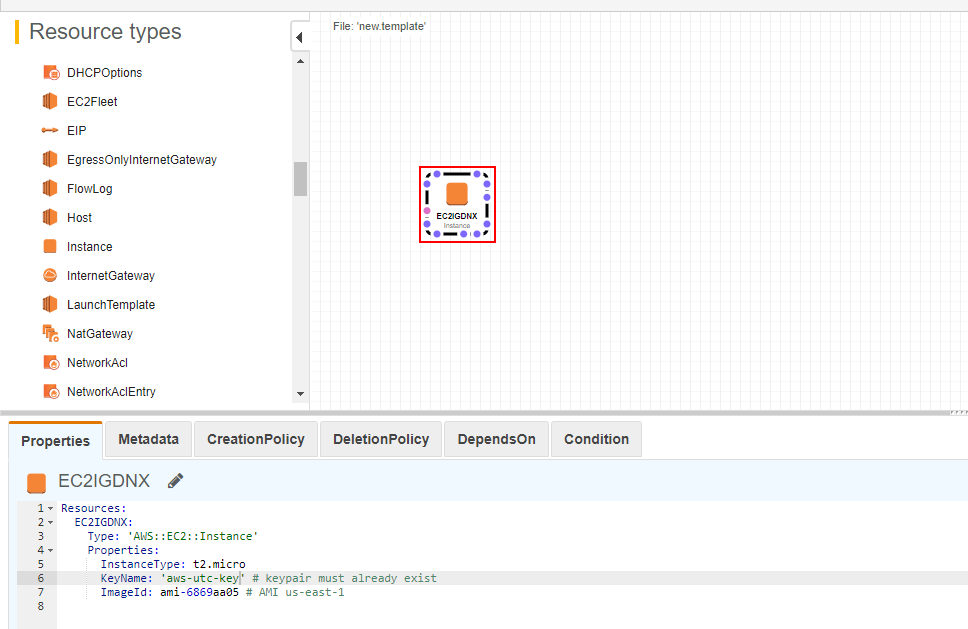 Resource types
File: 'new.template'
DHCPOptions
EC2Fleet
EIP
EgressOnlyInternetGateway
FlowLog
Host
Instance
InternetGateway
LaunchTemplate
NatGateway
NetworkAcl
NetworkAclEntry
EC2IGDNX
Instance
Properties
Metadata
CreationPolicy
DeletionPolicy
DependsOn
Condition
EC2IGDNX
1 Resources:
2 EC2IGDNX:
3 Type: 'AWS::EC2::Instance'
4 Properties:
5 InstanceType: t2.micro
6 KeyName: 'aws-utc-key' # keypair must already exist
7 ImageId: ami-6869aa05 # AMI us-east-1
8